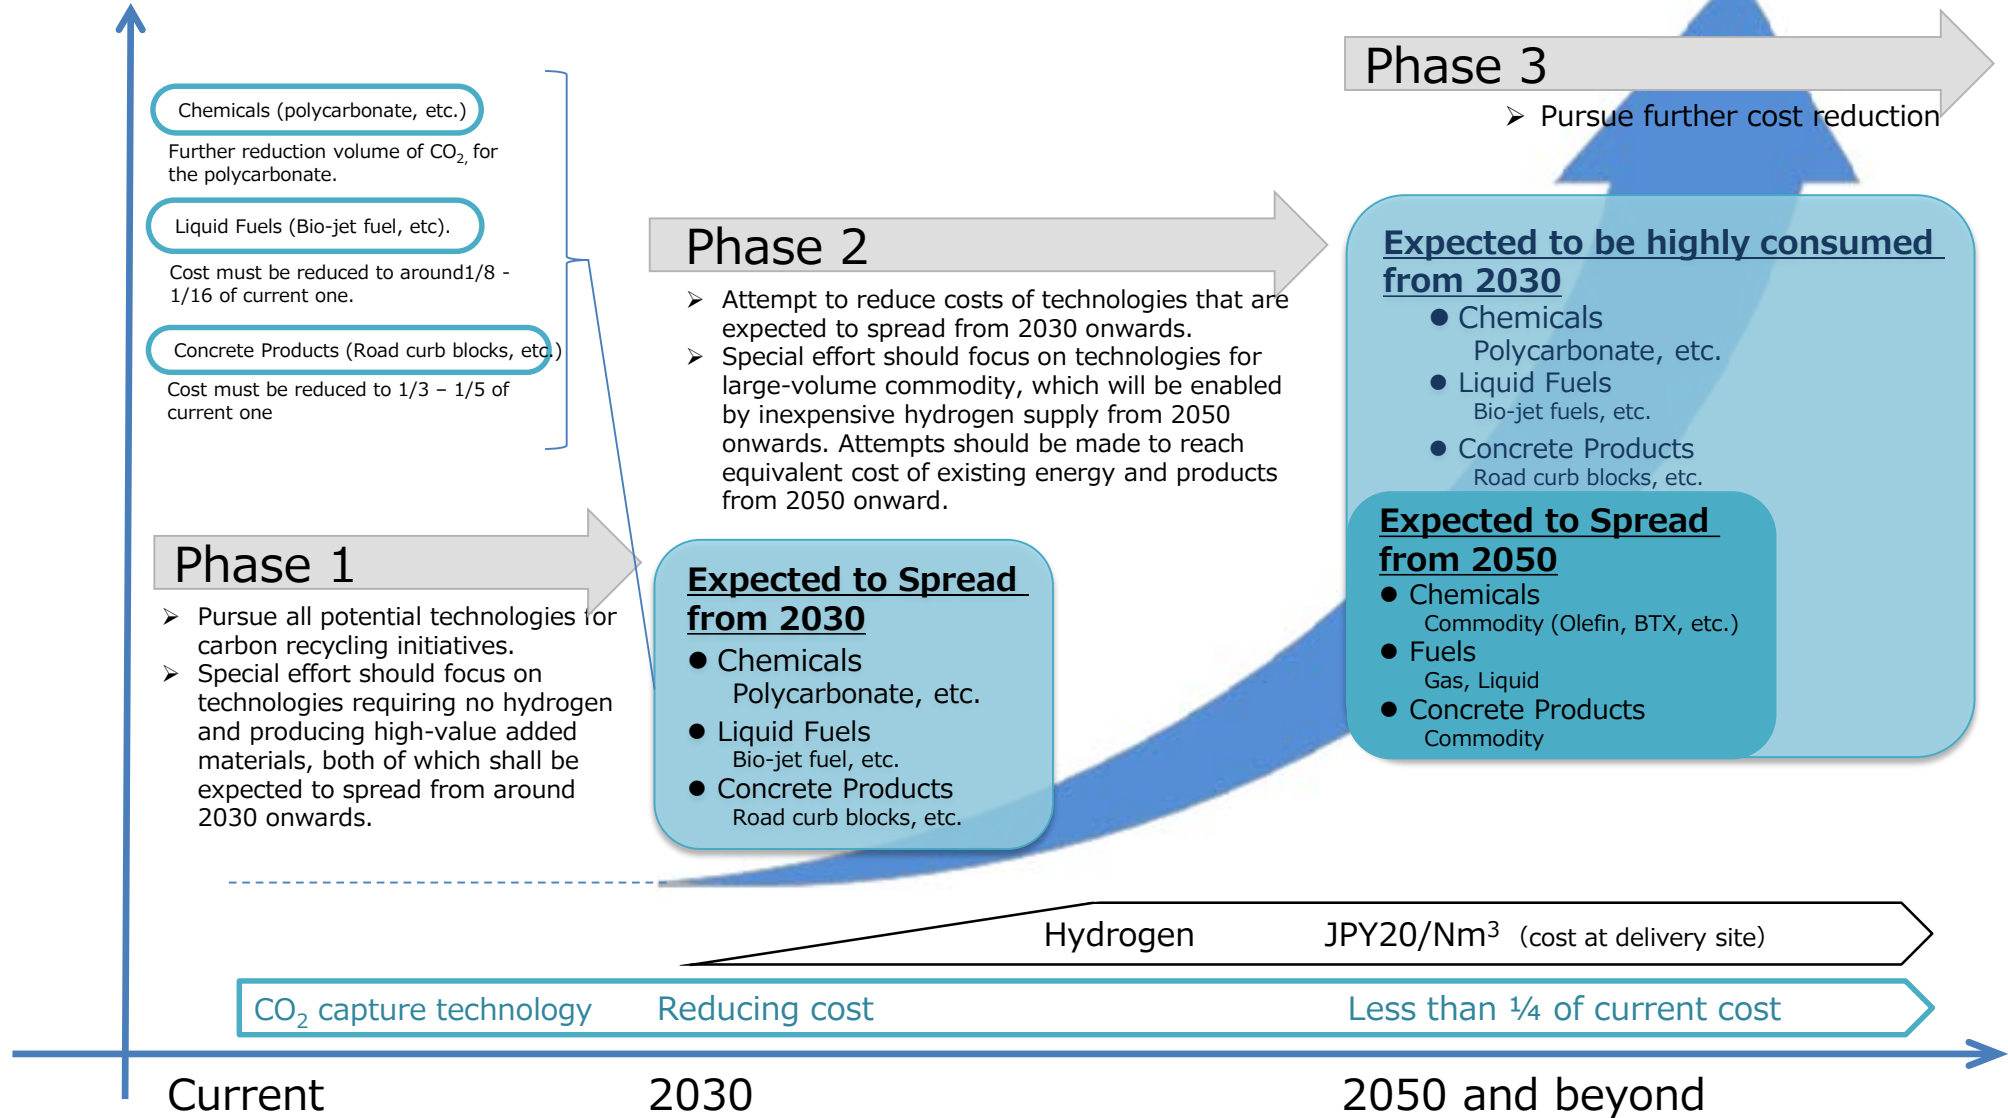 Chemicals (polycarbonate, etc.)
Further reduction volume of CO2, for
the polycarbonate.
Liquid Fuels (Bio-jet fuel, etc).
Cost must be reduced to around1/8 -
1/16 of current one.
Concrete Products (Road curb blocks, etc.)
Cost must be reduced to 1/3 – 1/5 of
current one
Phase 1
➢ Pursue all potential technologies for
carbon recycling initiatives.
➢ Special effort should focus on
technologies requiring no hydrogen
and producing high-value added
materials, both of which shall be
expected to spread from around
2030 onwards.
Phase 2
➢ Attempt to reduce costs of technologies that are
expected to spread from 2030 onwards.
➢ Special effort should focus on technologies for
large-volume commodity, which will be enabled
by inexpensive hydrogen supply from 2050
onwards. Attempts should be made to reach
equivalent cost of existing energy and products
from 2050 onward.
Expected to Spread
from 2030
● Chemicals
Polycarbonate, etc.
● Liquid Fuels
Bio-jet fuel, etc.
● Concrete Products
Road curb blocks, etc.
Phase 3
➢ Pursue further cost reduction
Expected to be highly consumed
from 2030
● Chemicals
Polycarbonate, etc.
● Liquid Fuels
Bio-jet fuels, etc.
● Concrete Products
Road curb blocks, etc.
Expected to Spread
from 2050
● Chemicals
Commodity (Olefin, BTX, etc.)
● Fuels
Gas, Liquid
● Concrete Products
Commodity
Hydrogen JPY20/Nm³（cost at delivery site）
CO2 capture technology Reducing cost Less than ¼ of current cost
Current 2030 2050 and beyond